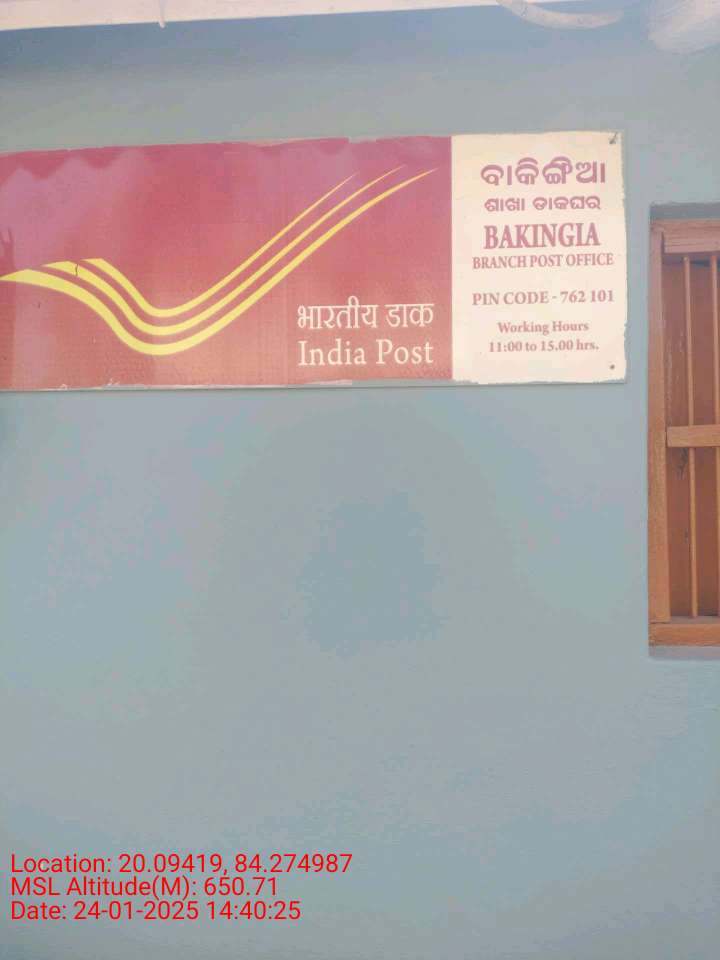 भारतीय डाक
India Post
ବାକିଙ୍ଗିଆ
ଶାଖା ଡାକଘର
BAKINGIA
BRANCH POST OFFICE
PIN CODE - 762 101
Working Hours
11:00 to 15.00 hrs.
Location: 20.09419, 84.274987
MSL Altitude(M): 650.71
Date: 24-01-2025 14:40:25